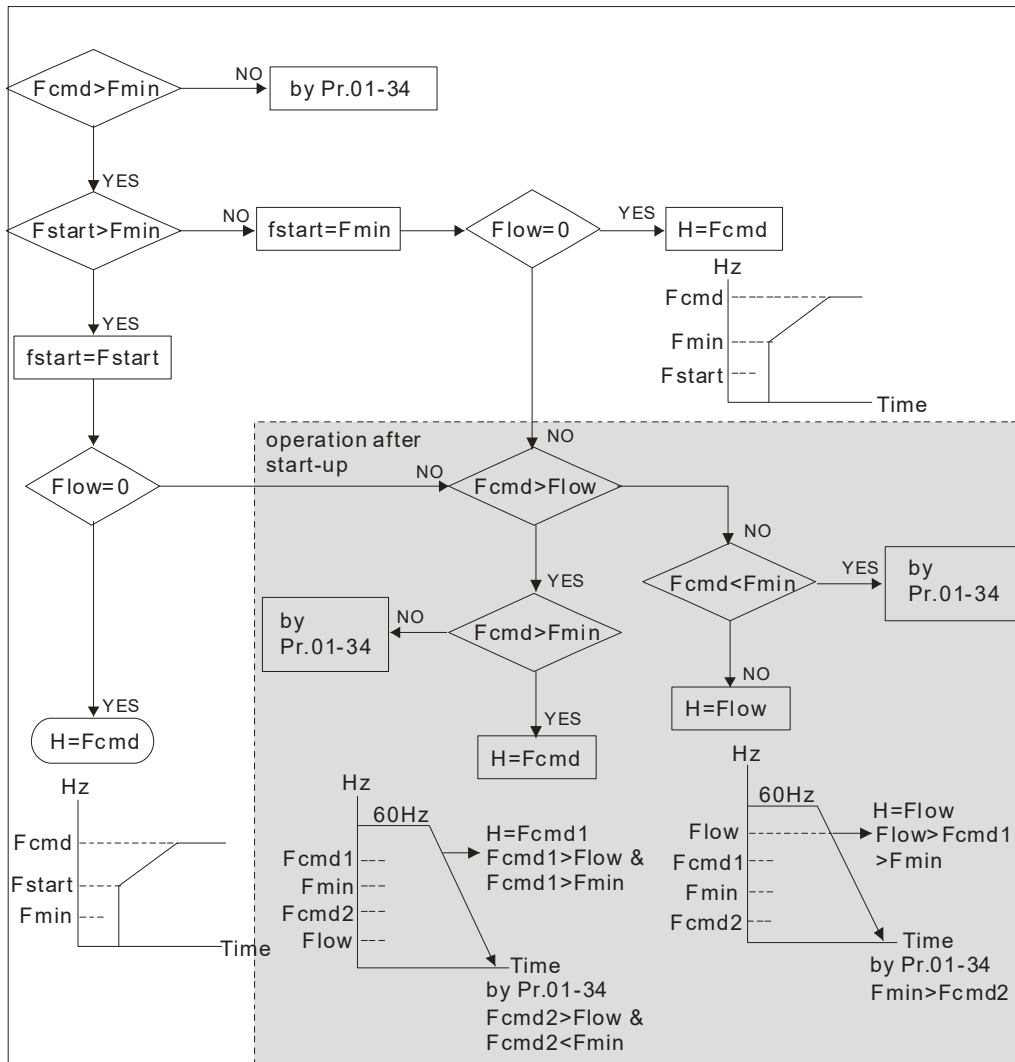 Fcmd>Fmin
NO
by Pr.01-34
YES
Fstart>Fmin
NO
fstart=Fmin
Flow=0
YES
H=Fcmd
Hz
Fcmd
Fmin
Fstart
Time
YES
fstart=Fstart
NO
operation after
start-up
Flow=0
NO
Fcmd>Flow
NO
YES
Fcmd<Fmin
YES
by
Pr.01-34
by
Pr.01-34
NO
Fcmd>Fmin
NO
H=Flow
YES
H=Fcmd
YES
H=Fcmd
Hz
Fcmd
Fstart
Fmin
Time
Hz
60Hz
Fcmd1
Fmin
Fcmd2
Flow
H=Fcmd1
Fcmd1>Flow &
Fcmd1>Fmin
Time
by Pr.01-34
Fcmd2>Flow &
Fcmd2<Fmin
Hz
60Hz
Flow
Fcmd1
Fmin
Fcmd2
H=Flow
Flow>Fcmd1
>Fmin
Time
by Pr.01-34
Fmin>Fcmd2